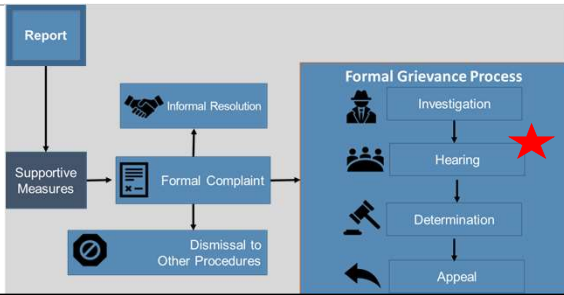 Report
Supportive
Measures
Informal Resolution
Formal Complaint
Dismissal to
Other Procedures
Formal Grievance Process
Investigation
Hearing
Determination
Appeal